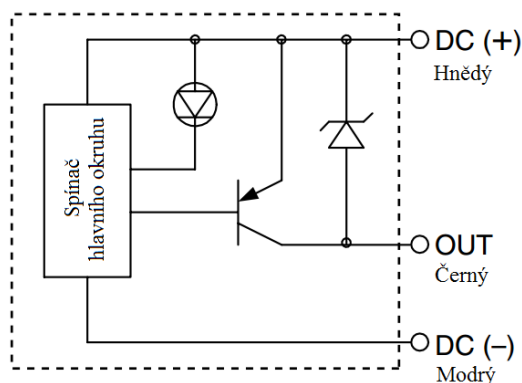 DC (+)
Hnědý
Spínač
hlavního okruhu
OUT
Černý
DC (–)
Modrý